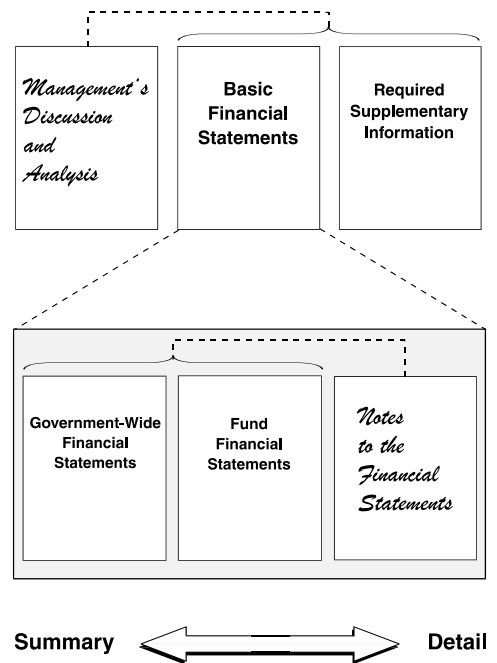 Management's
Discussion
and
Analysis
Basic
Financial
Statements
Required
Supplementary
Information
Government-Wide
Financial
Statements
Fund
Financial
Statements
Notes
to the
Financial
Statements
Summary
Detail